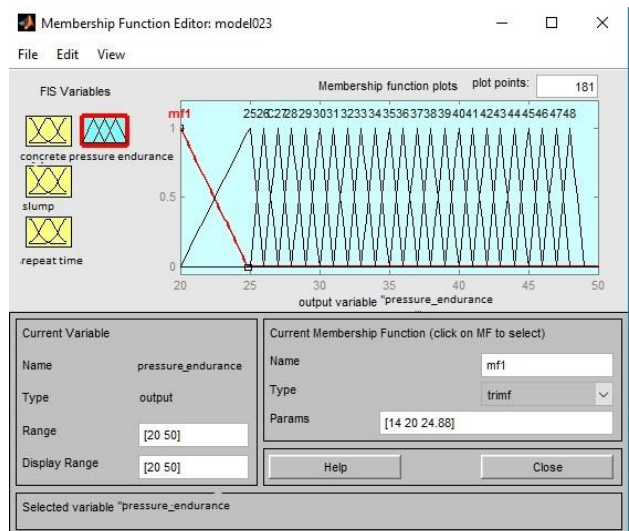 Membership Function Editor: model023
File Edit View
FIS Variables
Membership function plots plot points: 181
mf1
2526C27282930313233343536373839404142434445464748
1
0.5
0
20 25 30 35 40 45 50
concrete pressure endurance
slump
repeat time
output variable "pressure_endurance
Current Variable
Name pressure_endurance
Type output
Range [20 50]
Display Range [20 50]
Current Membership Function (click on MF to select)
Name mf1
Type trimf
Params [14 20 24.88]
Help Close
Selected variable "pressure_endurance